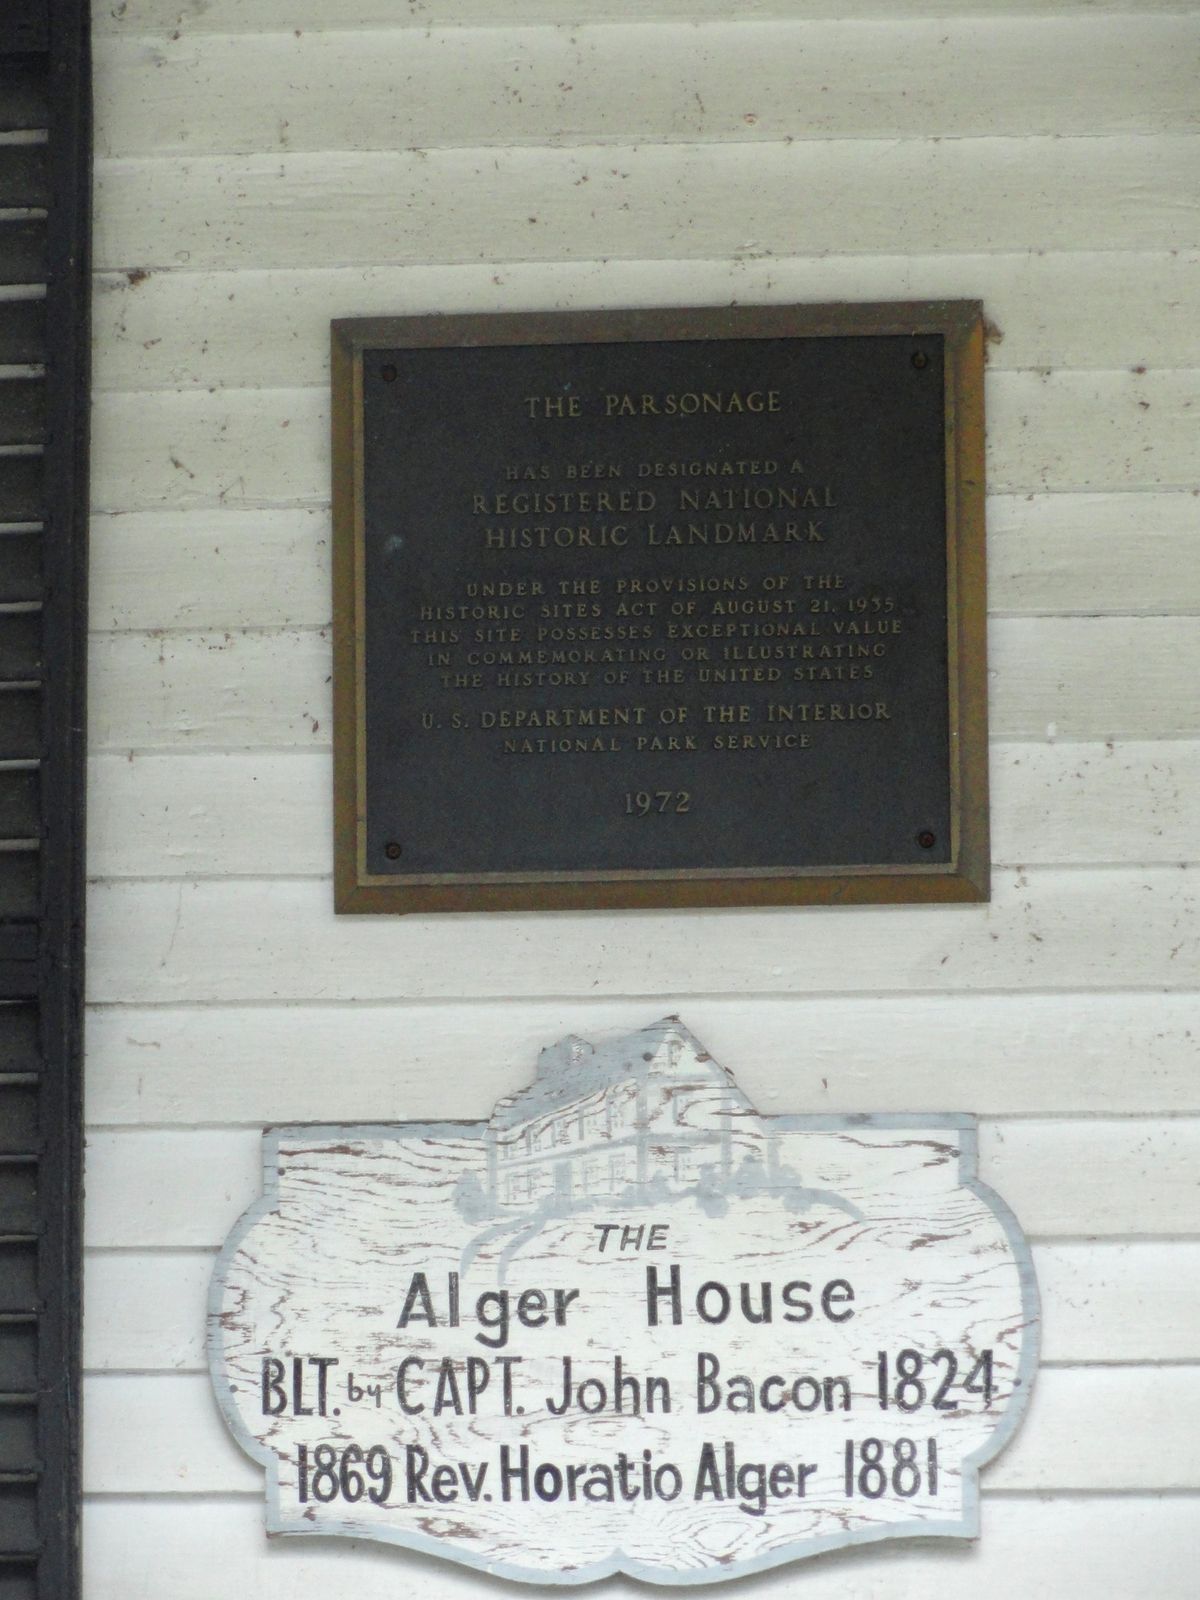 THE PARSONAGE
HAS BEEN DESIGNATED A
REGISTERED NATIONAL
HISTORIC LANDMARK
UNDER THE PROVISIONS OF THE
HISTORIC SITES ACT OF AUGUST 21, 1935
THIS SITE POSSESSES EXCEPTIONAL VALUE
IN COMMEMORATING OR ILLUSTRATING
THE HISTORY OF THE UNITED STATES
U. S. DEPARTMENT OF THE INTERIOR
NATIONAL PARK SERVICE
1972
THE
Alger House
BLT. by CAPT. John Bacon 1824
1869 Rev. Horatio Alger 1881